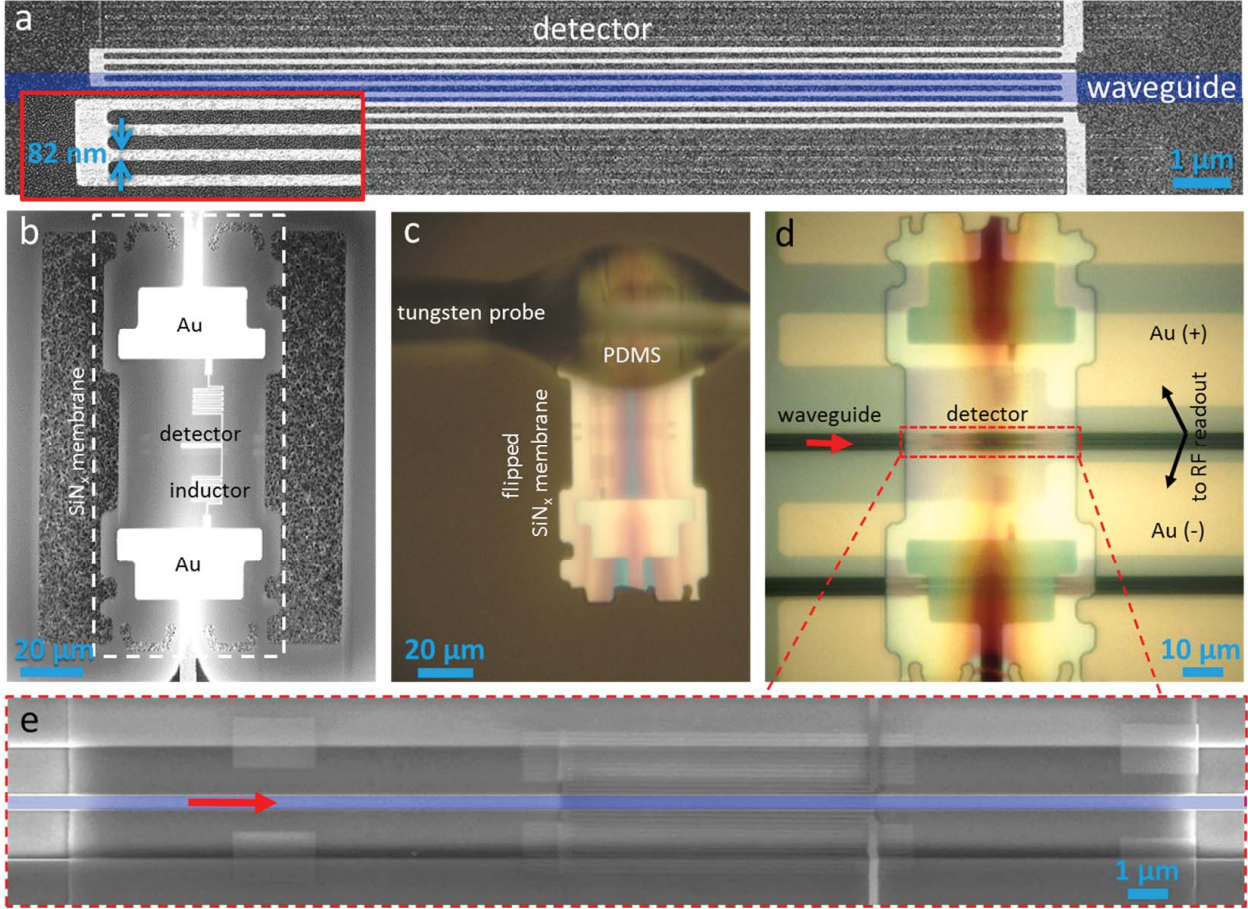 a
detector
waveguide
82 nm
1 μm
b
Au
SiNx membrane
detector
inductor
Au
20 μm
c
tungsten probe
PDMS
flipped
SiNx membrane
20 μm
d
Au (+)
waveguide
detector
to RF readout
Au (-)
10 μm
e
1 μm